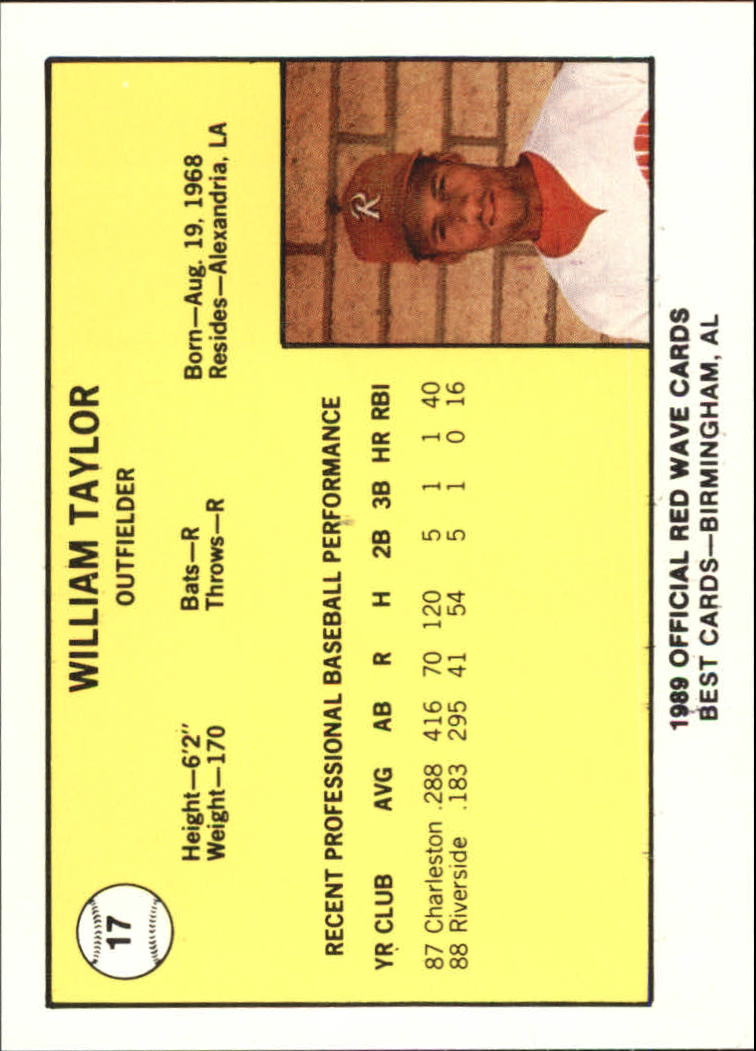 17
WILLIAM TAYLOR
OUTFIELDER
Height—6'2" Bats—R Born—Aug. 19, 1968
Weight—170 Throws—R Resides—Alexandria, LA
RECENT PROFESSIONAL BASEBALL PERFORMANCE
YR CLUB AVG AB R H 2B 3B HR RBI
87 Charleston .288 416 70 120 5 1 1 40
88 Riverside .183 295 41 54 5 1 0 16
R
1989 OFFICIAL RED WAVE CARDS
BEST CARDS—BIRMINGHAM, AL